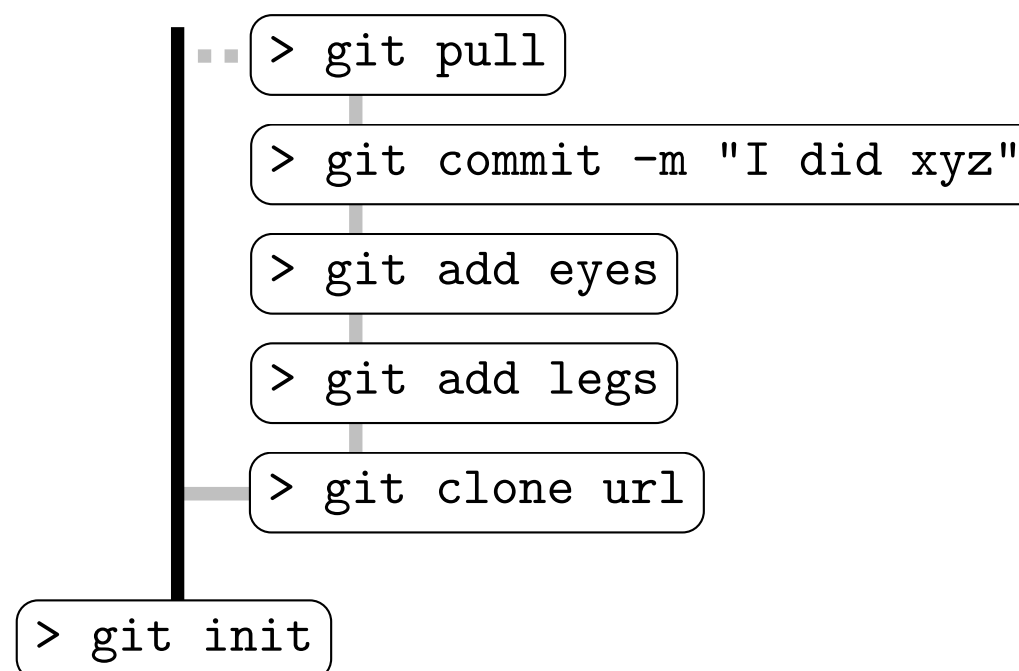 > git pull
> git commit -m "I did xyz"
> git add eyes
> git add legs
> git clone url
> git init